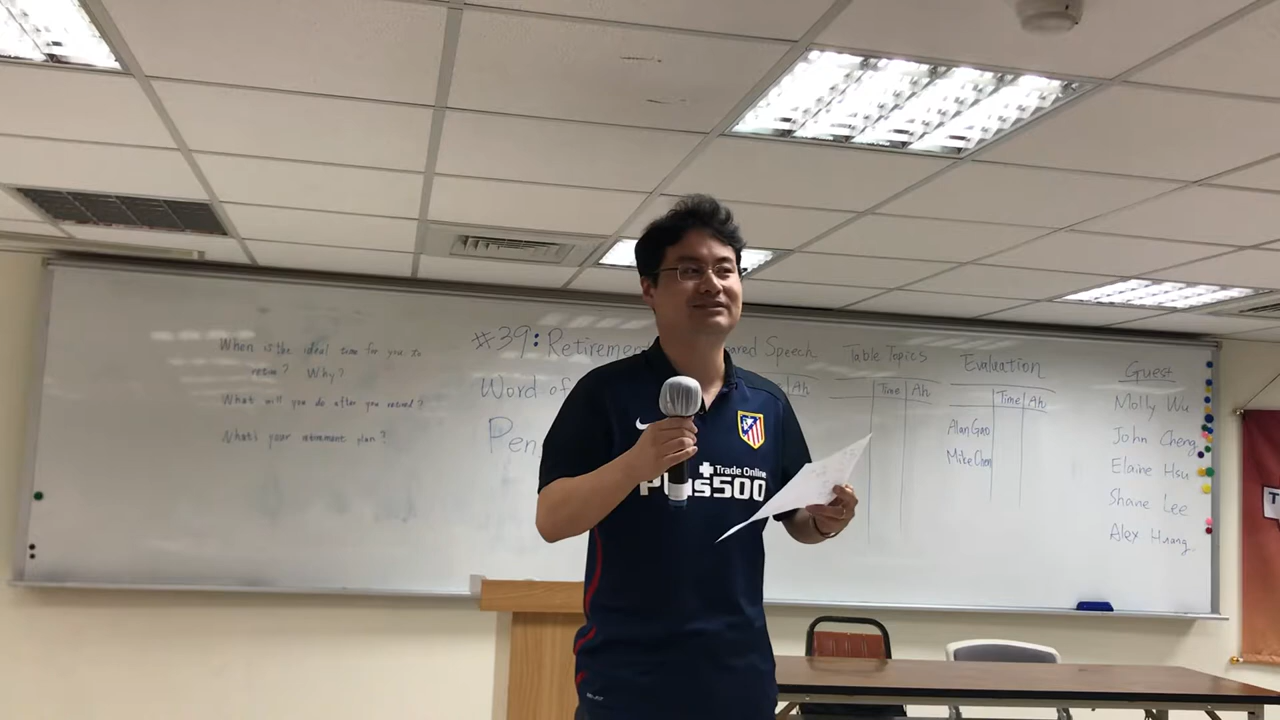 When is the ideal time for you to
retire? Why?
What will you do after you retired?
What's your retirement plan?
#39: Retireme
ared Speech
Word of
Ah
Pen
Table Topics
Time Ah
Evaluation
Time Ah
Alan Gao
Mike Chen
Guest
Molly Wu
John Cheng
Elaine Hsu
Shane Lee
Alex Huang
Trade Online
Plus500
T